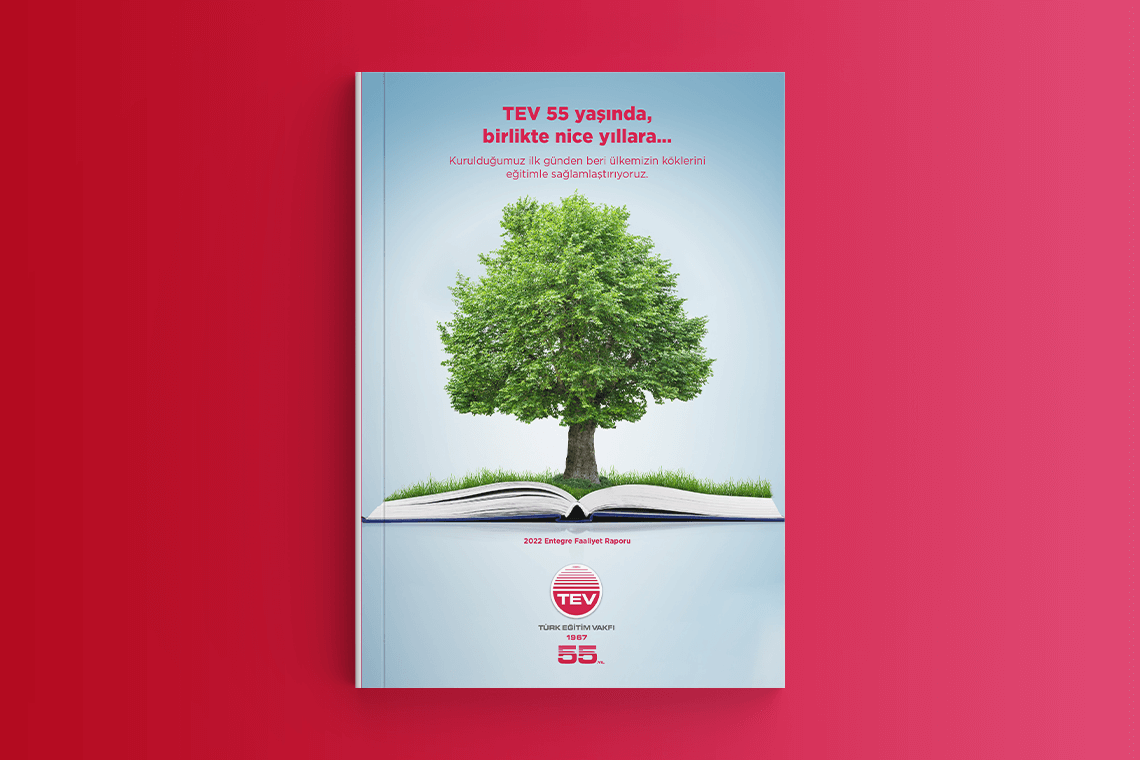 TEV 55 yaşında,
birlikte nice yıllara...
Kurulduğumuz ilk günden beri ülkemizin köklerini
eğitimle sağlamlaştırıyoruz.
2022 Entegre Faaliyet Raporu
TEV
TÜRK EĞİTİM VAKFI
1967
55.YIL